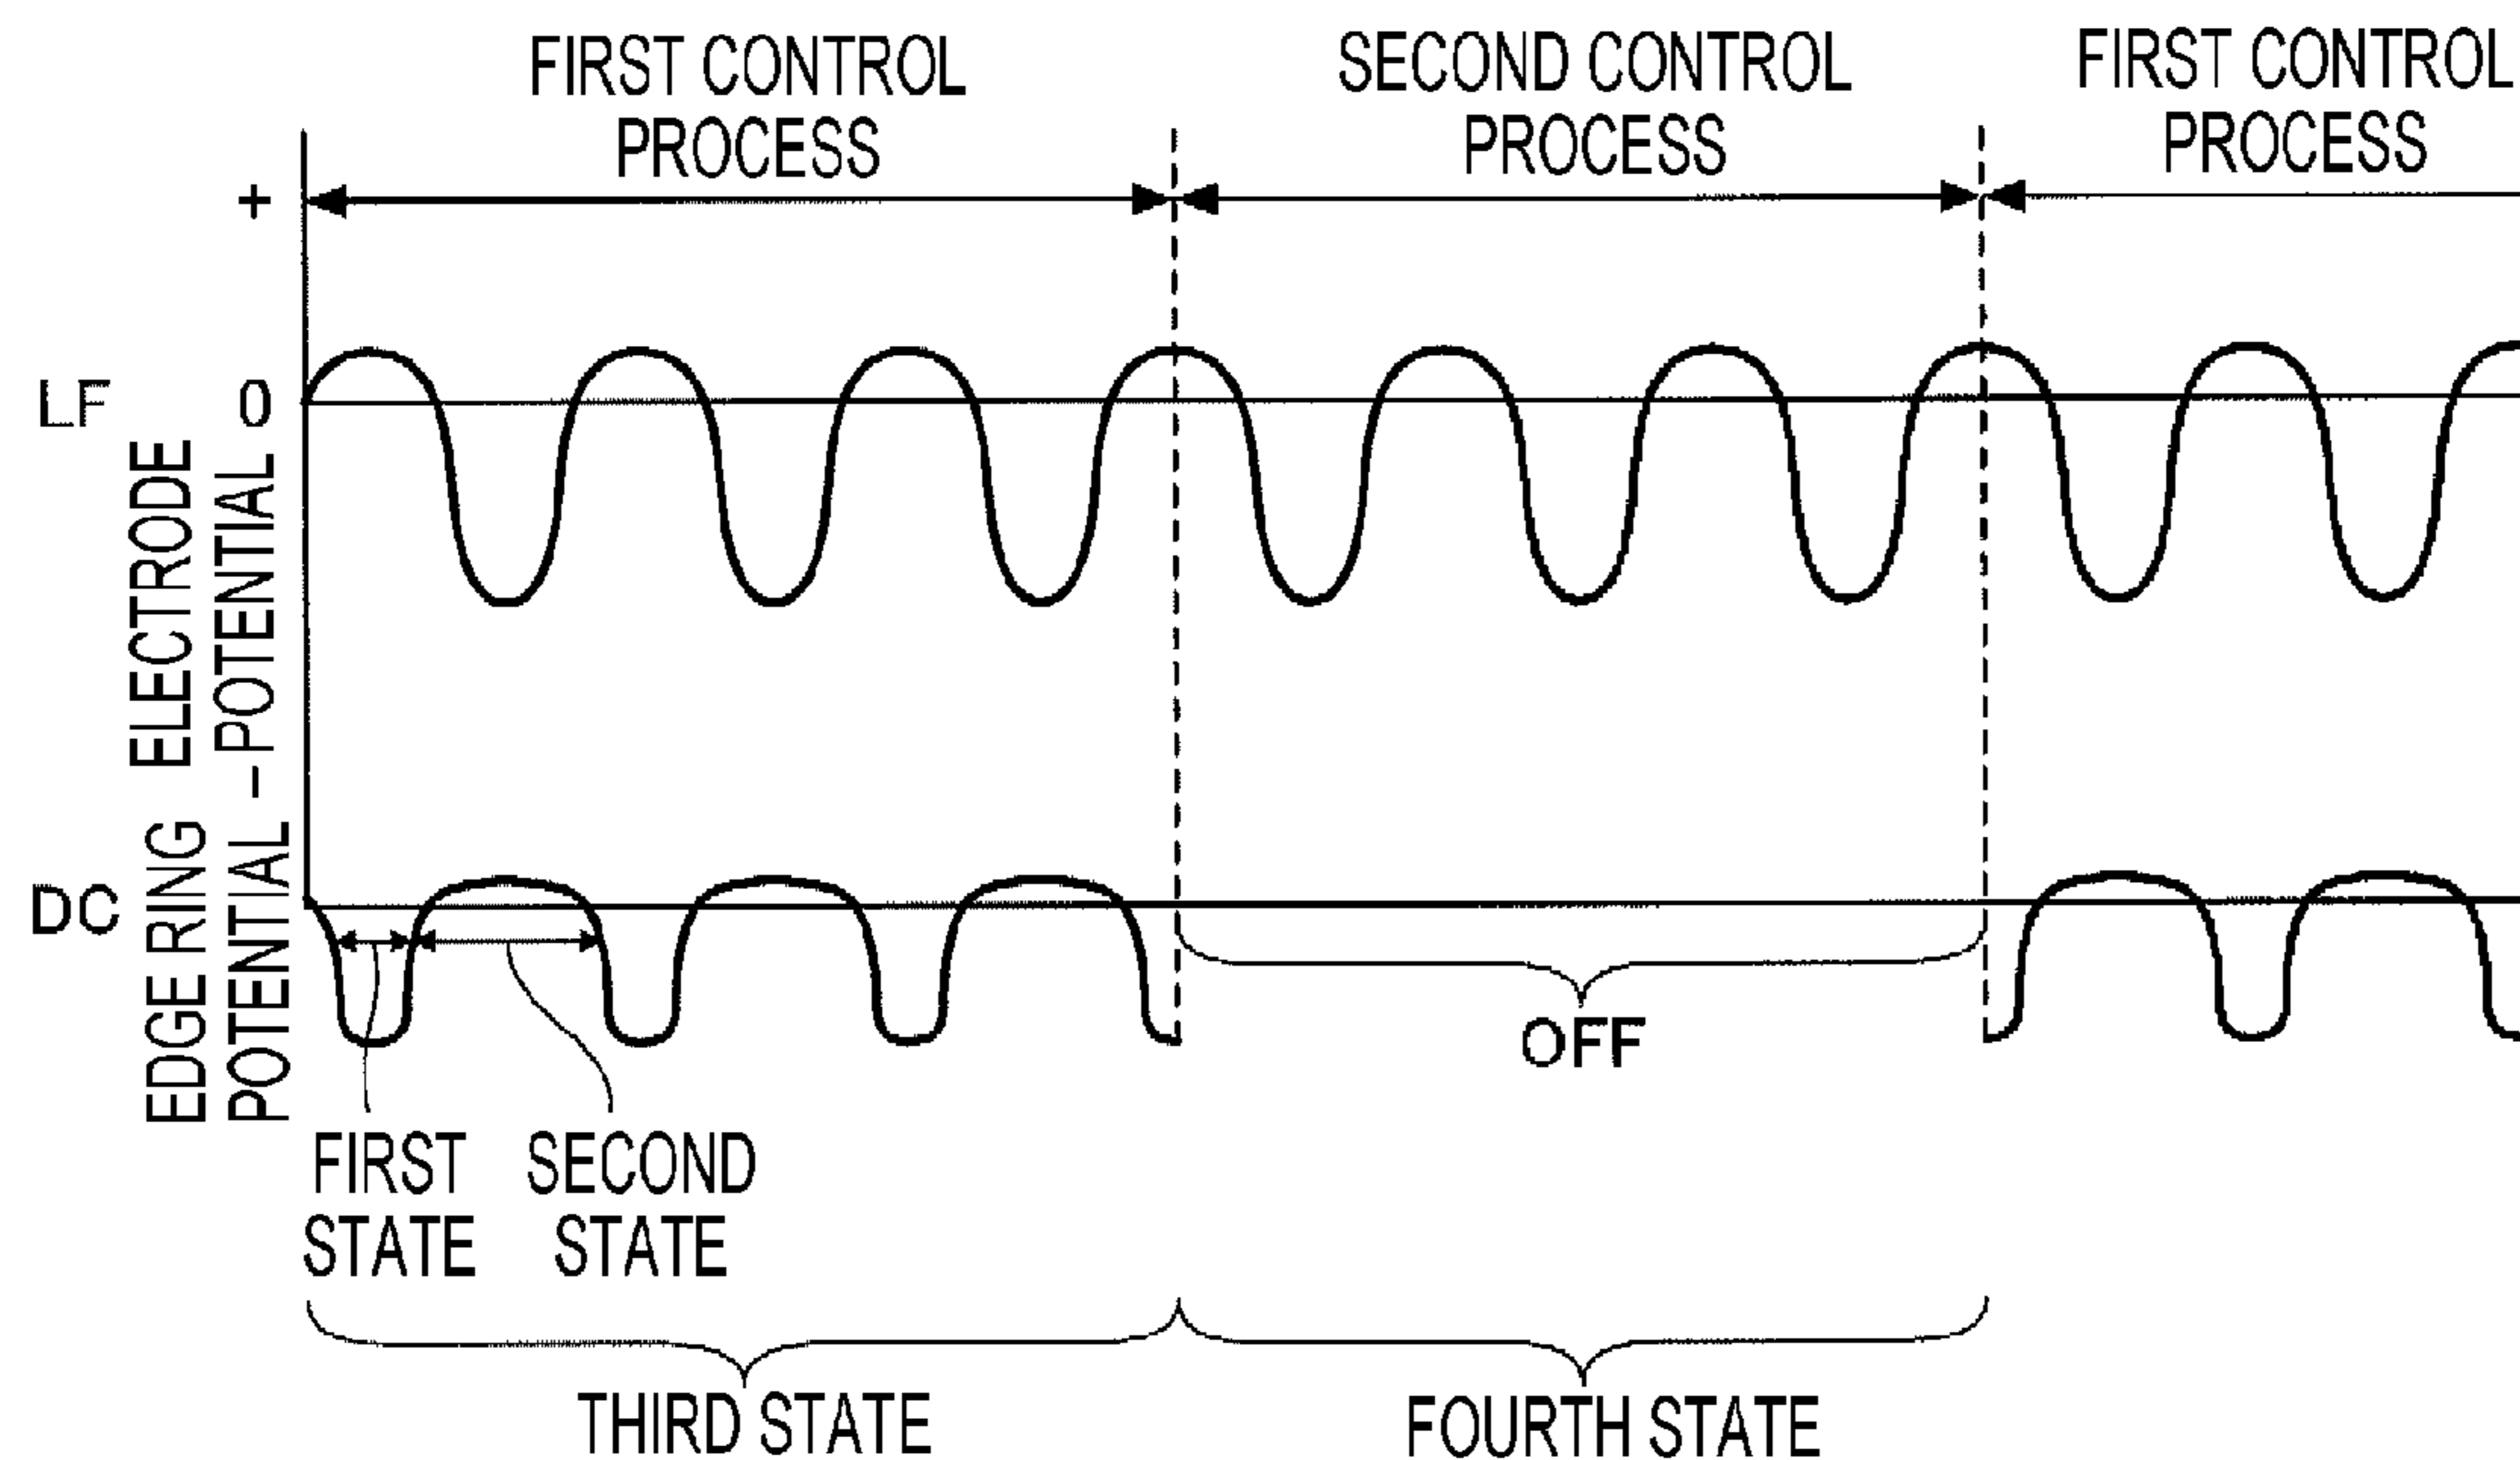 FIRST CONTROL
PROCESS
SECOND CONTROL
PROCESS
FIRST CONTROL
PROCESS
+
LF
0
ELECTRODE
POTENTIAL
−
DC
EDGE RING
POTENTIAL
OFF
FIRST
STATE
SECOND
STATE
THIRD STATE
FOURTH STATE